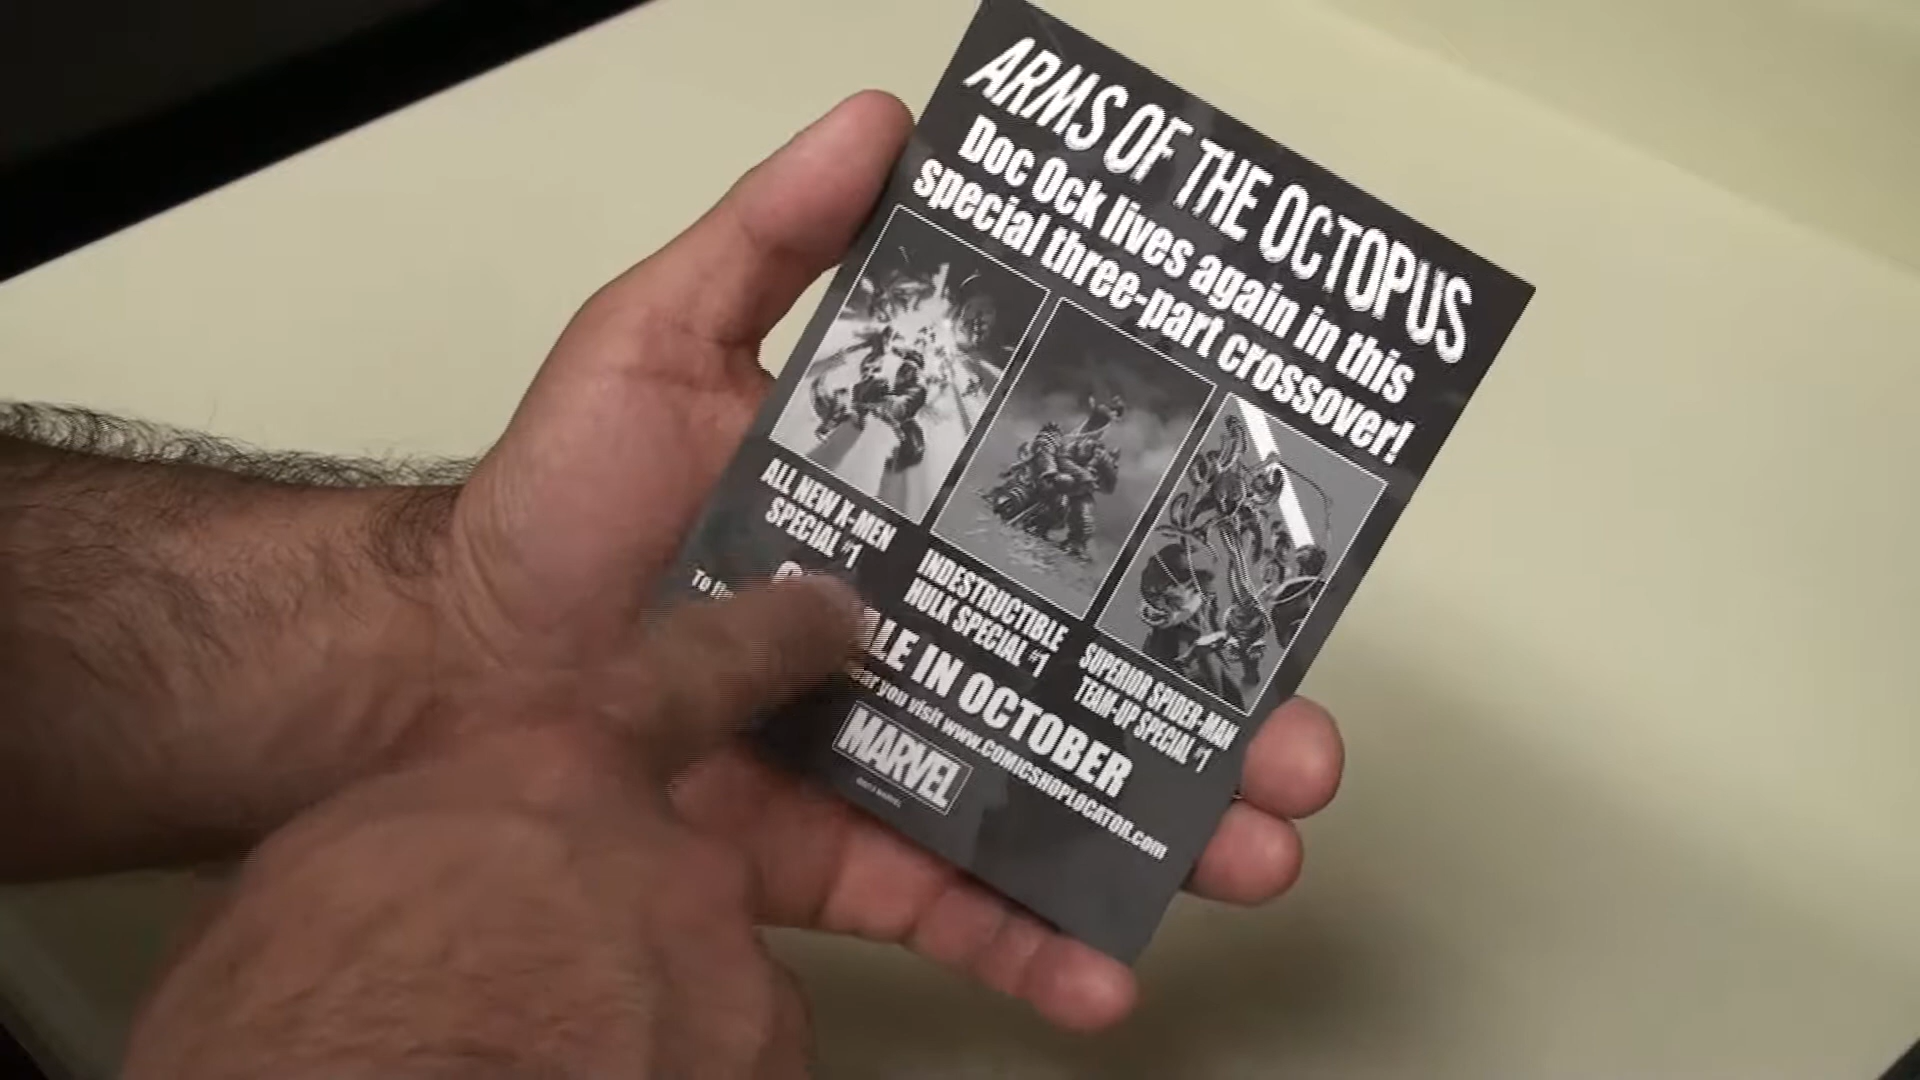 ARMS OF THE OCTOPUS
Doc Ock lives again in this
special three-part crossover!
ALL NEW X-MEN
SPECIAL #1
INDESTRUCTIBLE
HULK SPECIAL #1
SUPERIOR SPIDER-MAN
TEAM-UP SPECIAL #1
IN OCTOBER
To you visit www.COMICSHOPLOCATOR.com
MARVEL